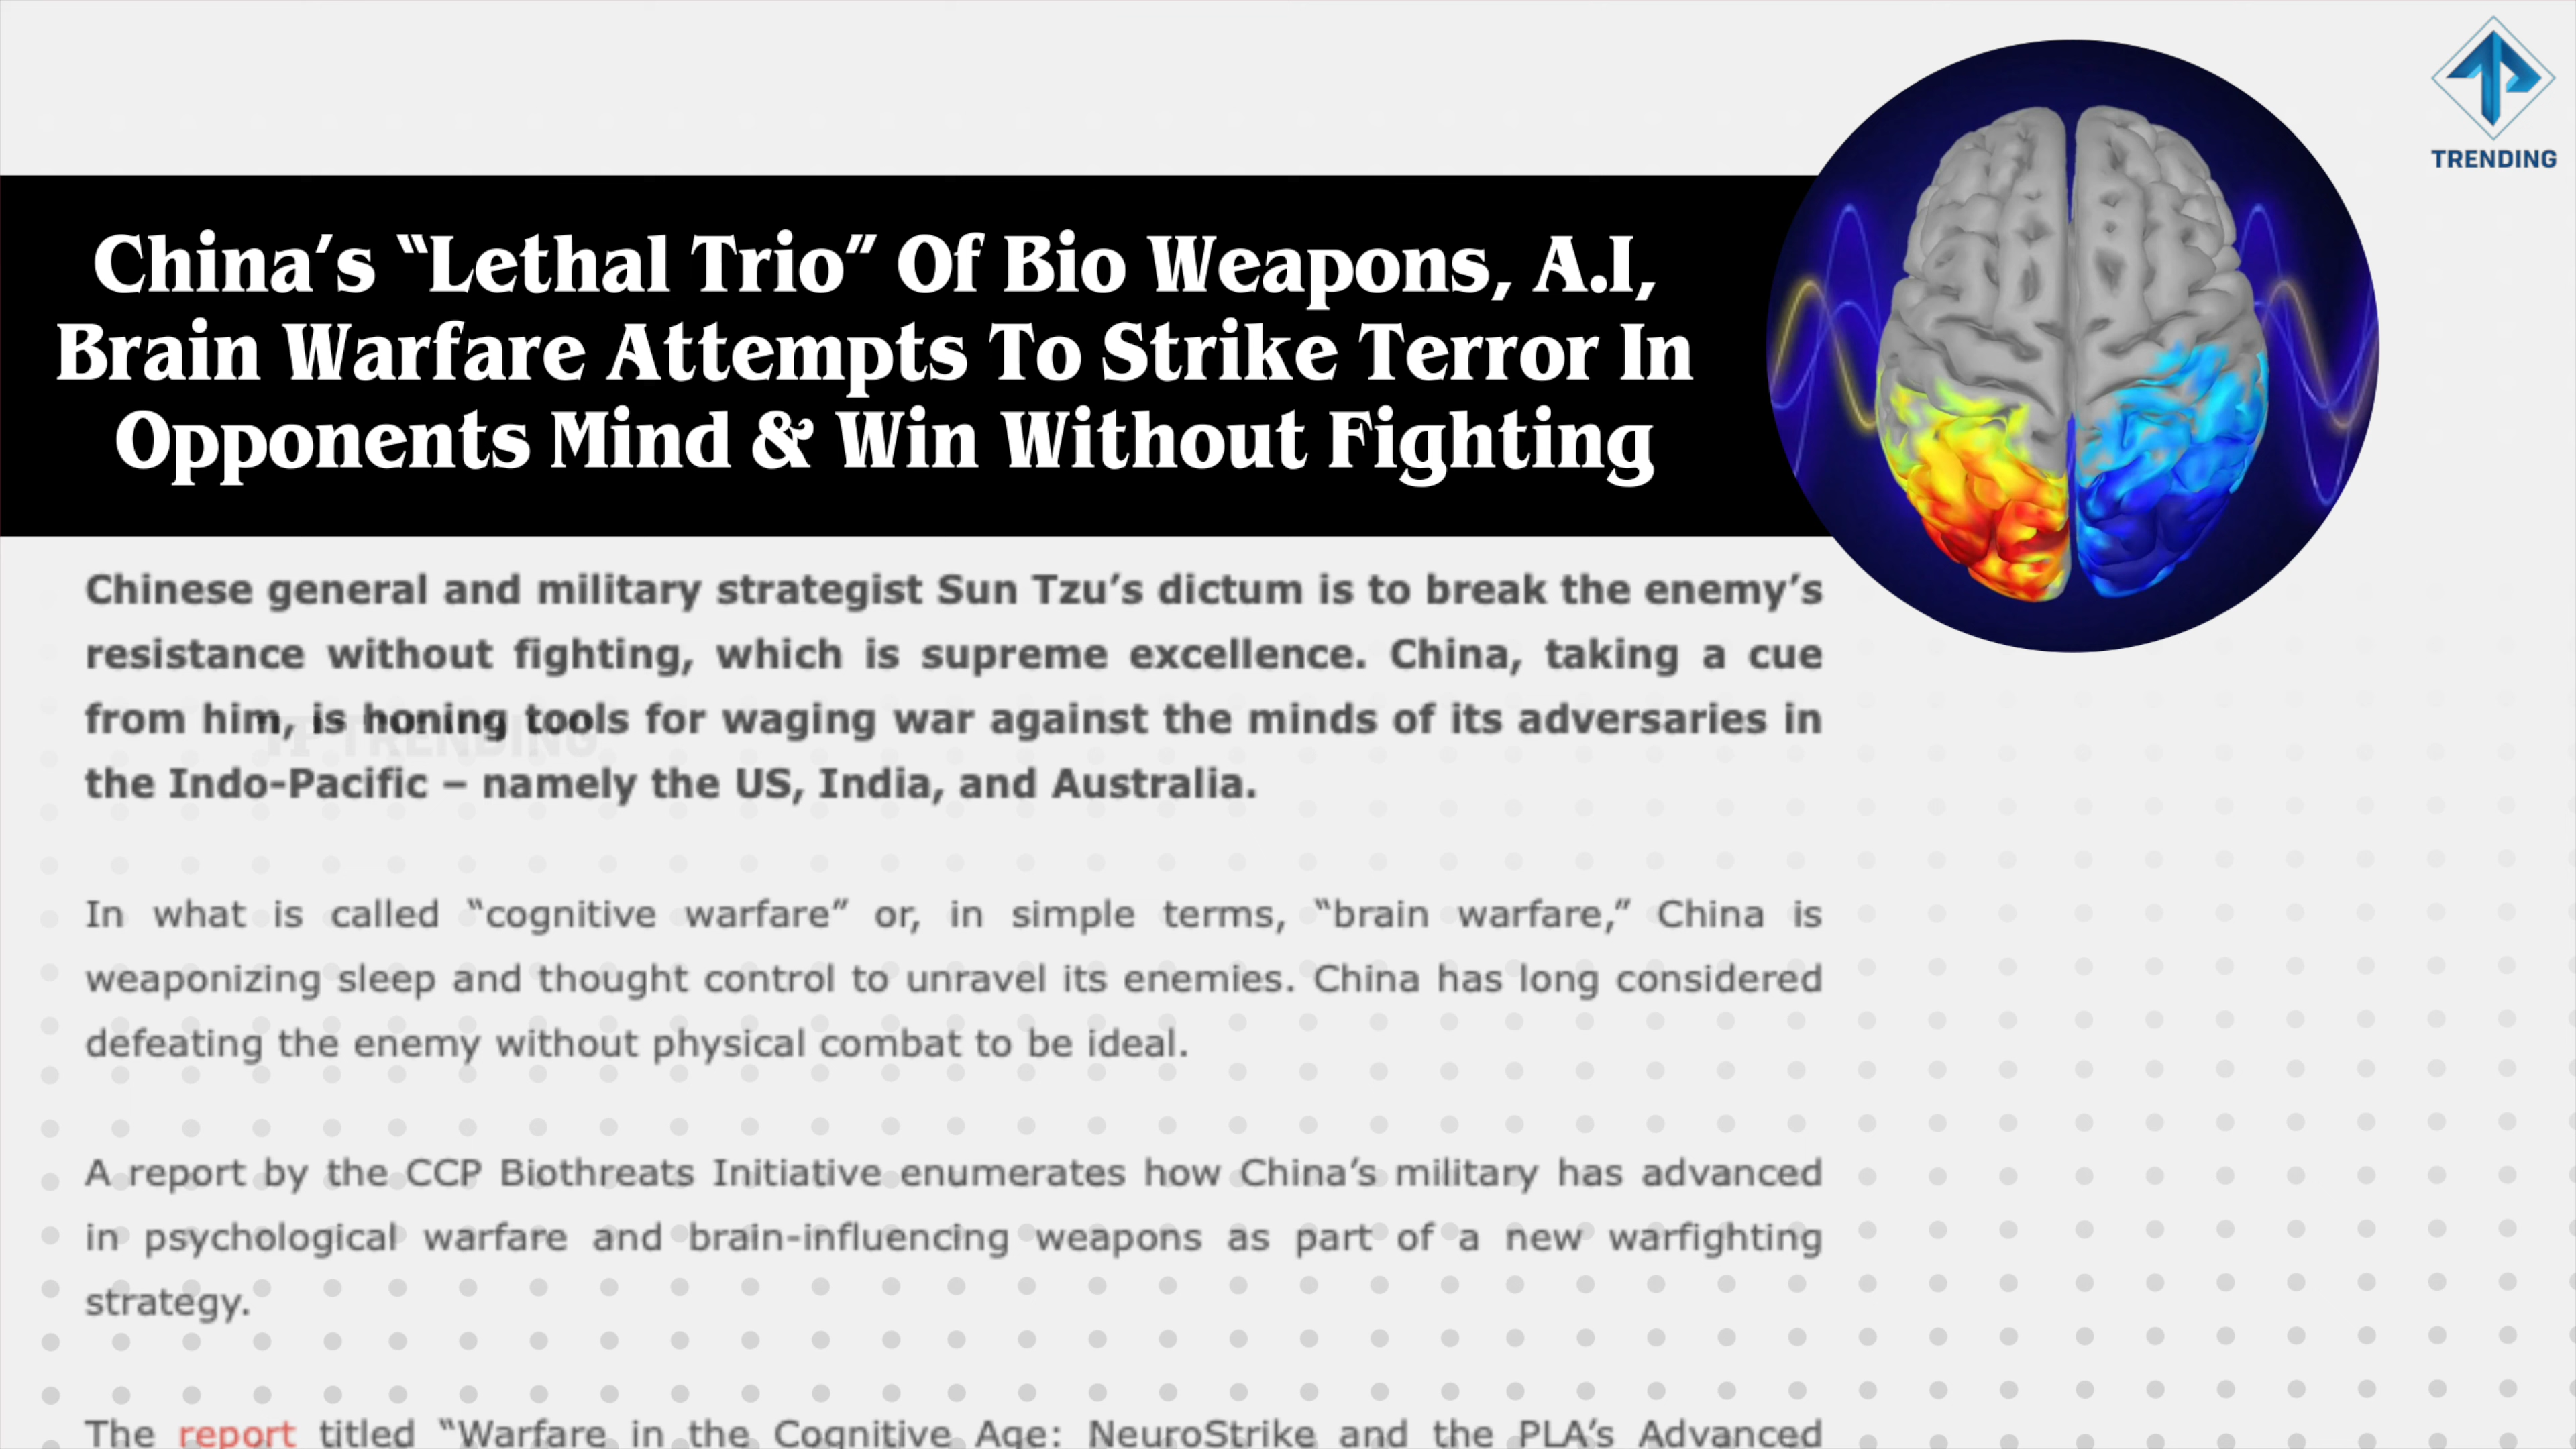 TRENDING
China's “Lethal Trio” Of Bio Weapons, A.I,
Brain Warfare Attempts To Strike Terror In
Opponents Mind & Win Without Fighting
Chinese general and military strategist Sun Tzu's dictum is to break the enemy's
resistance without fighting, which is supreme excellence. China, taking a cue
from him, is honing tools for waging war against the minds of its adversaries in
TP TRENDING
the Indo-Pacific – namely the US, India, and Australia.
In what is called “cognitive warfare” or, in simple terms, “brain warfare,” China is
weaponizing sleep and thought control to unravel its enemies. China has long considered
defeating the enemy without physical combat to be ideal.
A report by the CCP Biothreats Initiative enumerates how China's military has advanced
in psychological warfare and brain-influencing weapons as part of a new warfighting
strategy.
The report titled “Warfare in the Cognitive Age: NeuroStrike and the PLA's Advanced